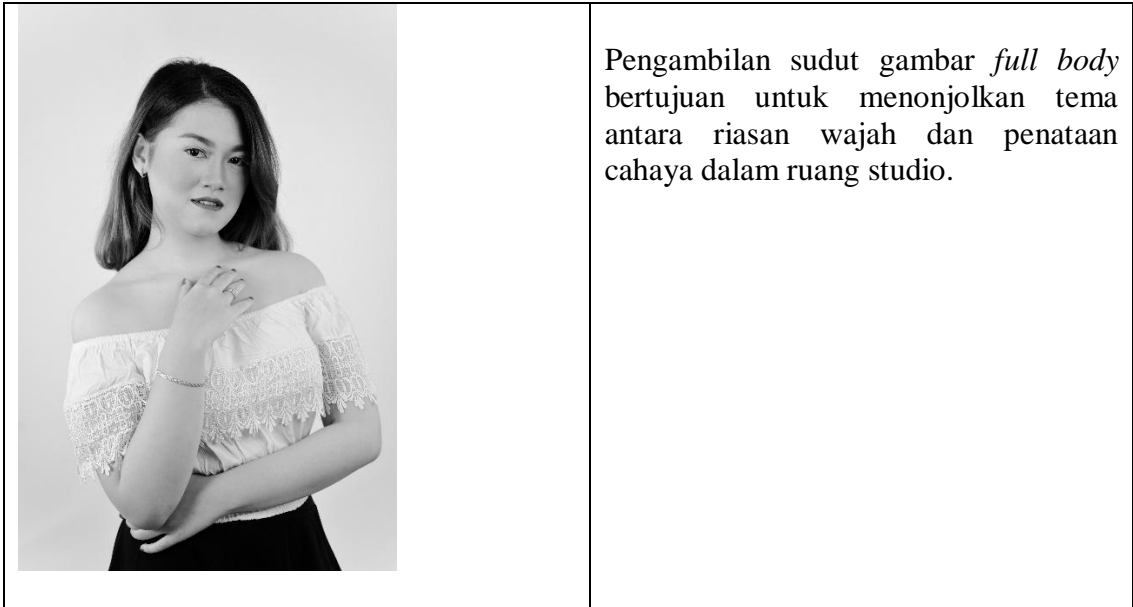 Pengambilan sudut gambar full body
bertujuan untuk menonjolkan tema
antara riasan wajah dan penataan
cahaya dalam ruang studio.